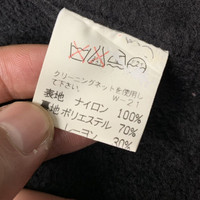 クリーニングネットを使用し
て下さい。
W-21
表地 ナイロン 100%
裏地 ポリエステル 70%
レーヨン 30%